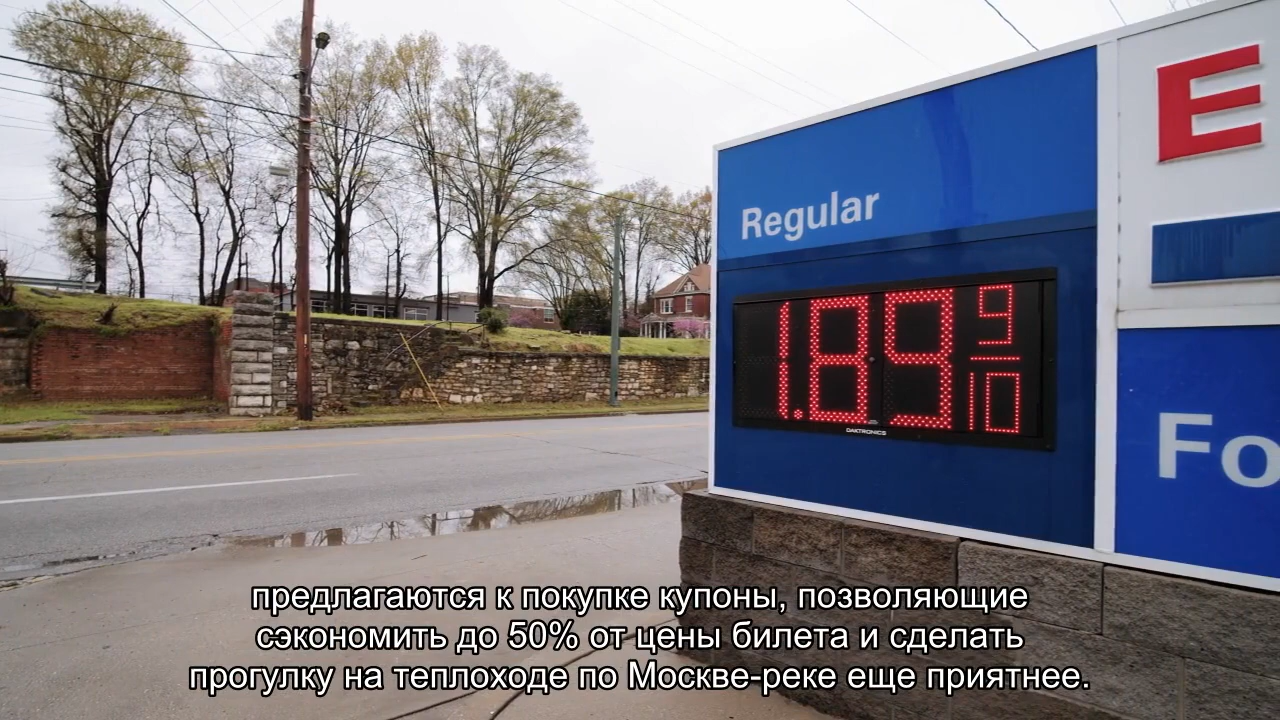 E
Regular
1.89 9/10
DAKTRONICS
Fo
предлагаются к покупке купоны, позволяющие
сэкономить до 50% от цены билета и сделать
прогулку на теплоходе по Москве-реке еще приятнее.